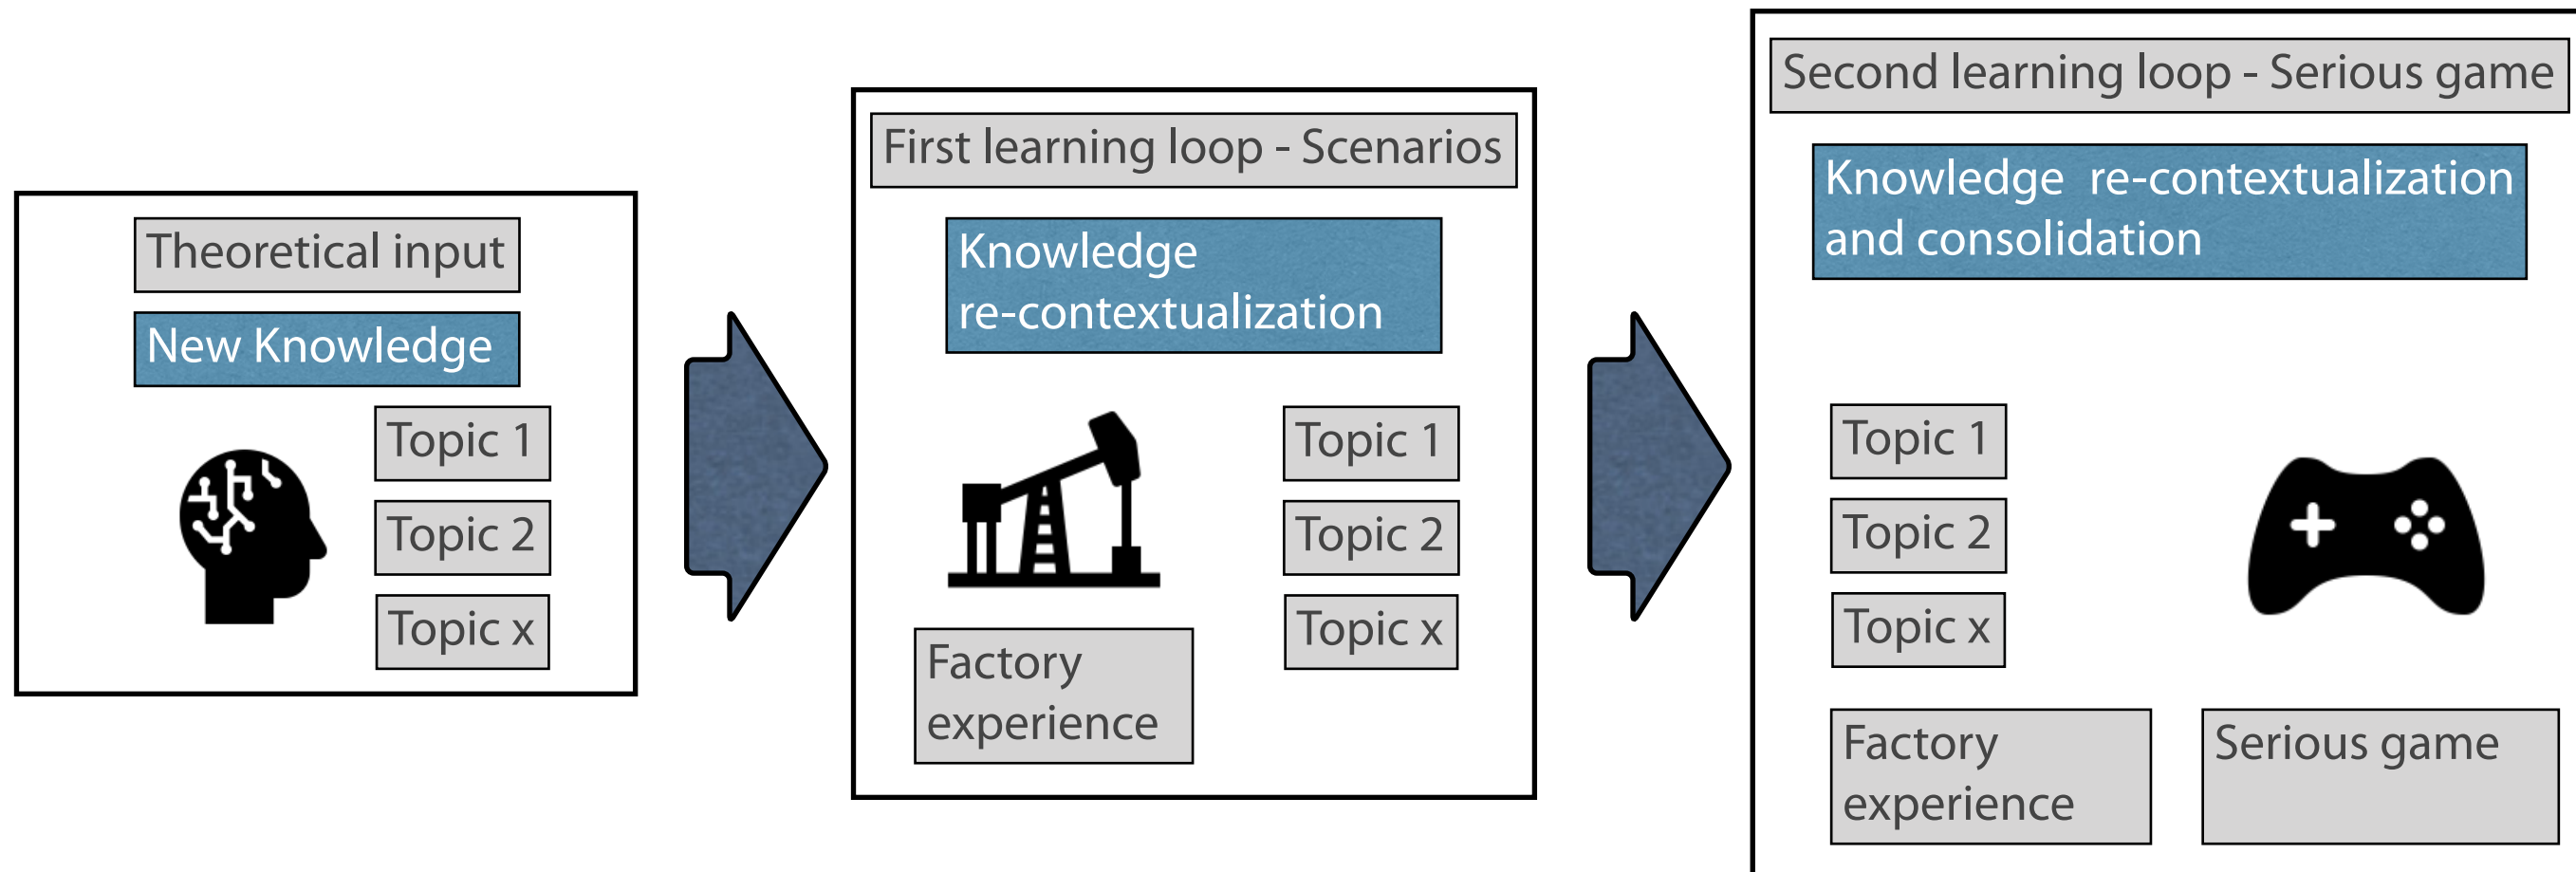 Theoretical input
New Knowledge
Topic 1
Topic 2
Topic x
First learning loop - Scenarios
Knowledge
re-contextualization
Topic 1
Topic 2
Topic x
Factory
experience
Second learning loop - Serious game
Knowledge re-contextualization
and consolidation
Topic 1
Topic 2
Topic x
Factory
experience
Serious game